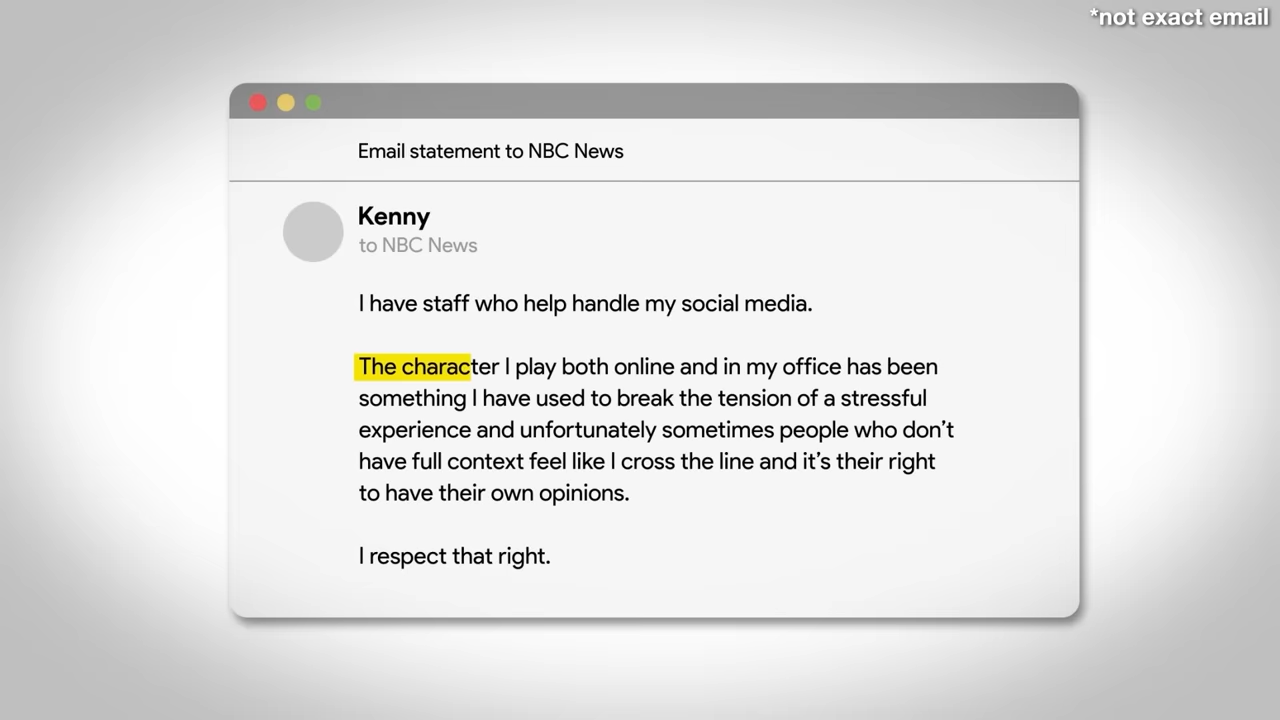 *not exact email
Email statement to NBC News
Kenny
to NBC News
I have staff who help handle my social media.
The character I play both online and in my office has been
something I have used to break the tension of a stressful
experience and unfortunately sometimes people who don’t
have full context feel like I cross the line and it’s their right
to have their own opinions.
I respect that right.